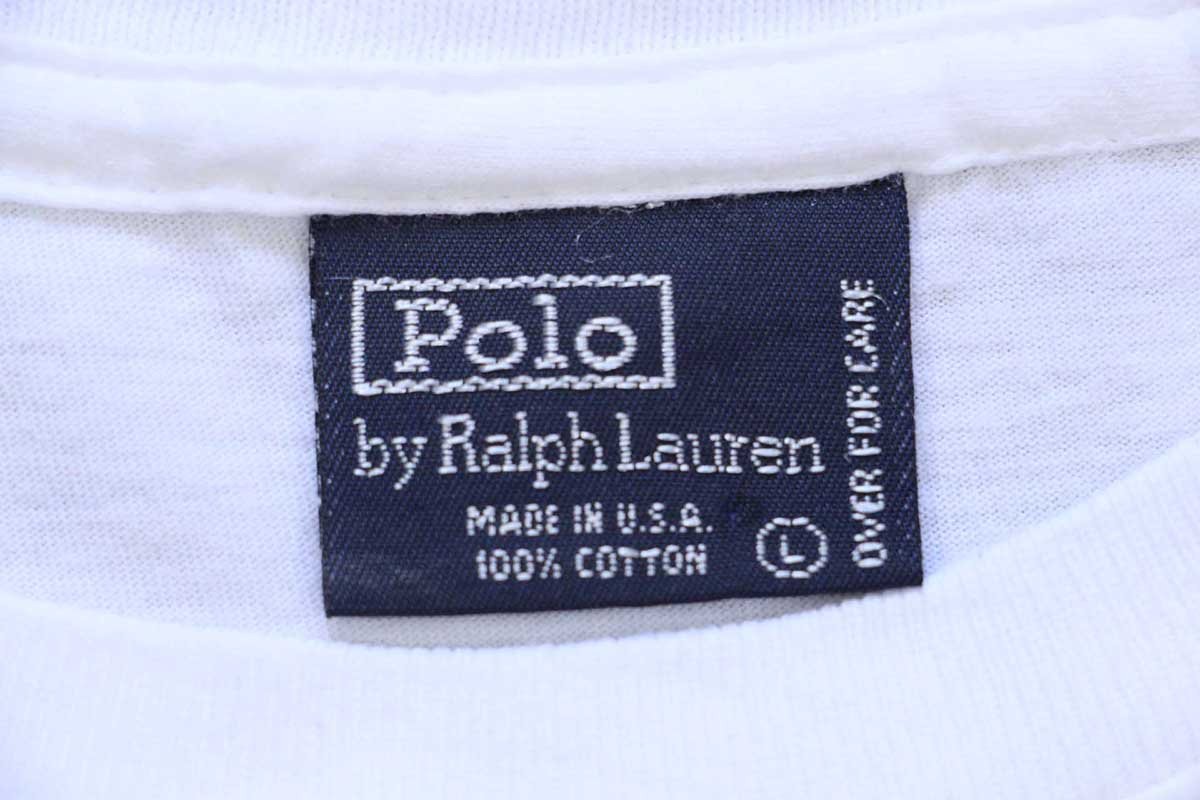 Polo
by Ralph Lauren
MADE IN U.S.A.
100% COTTON
L
OVER FOR CARE